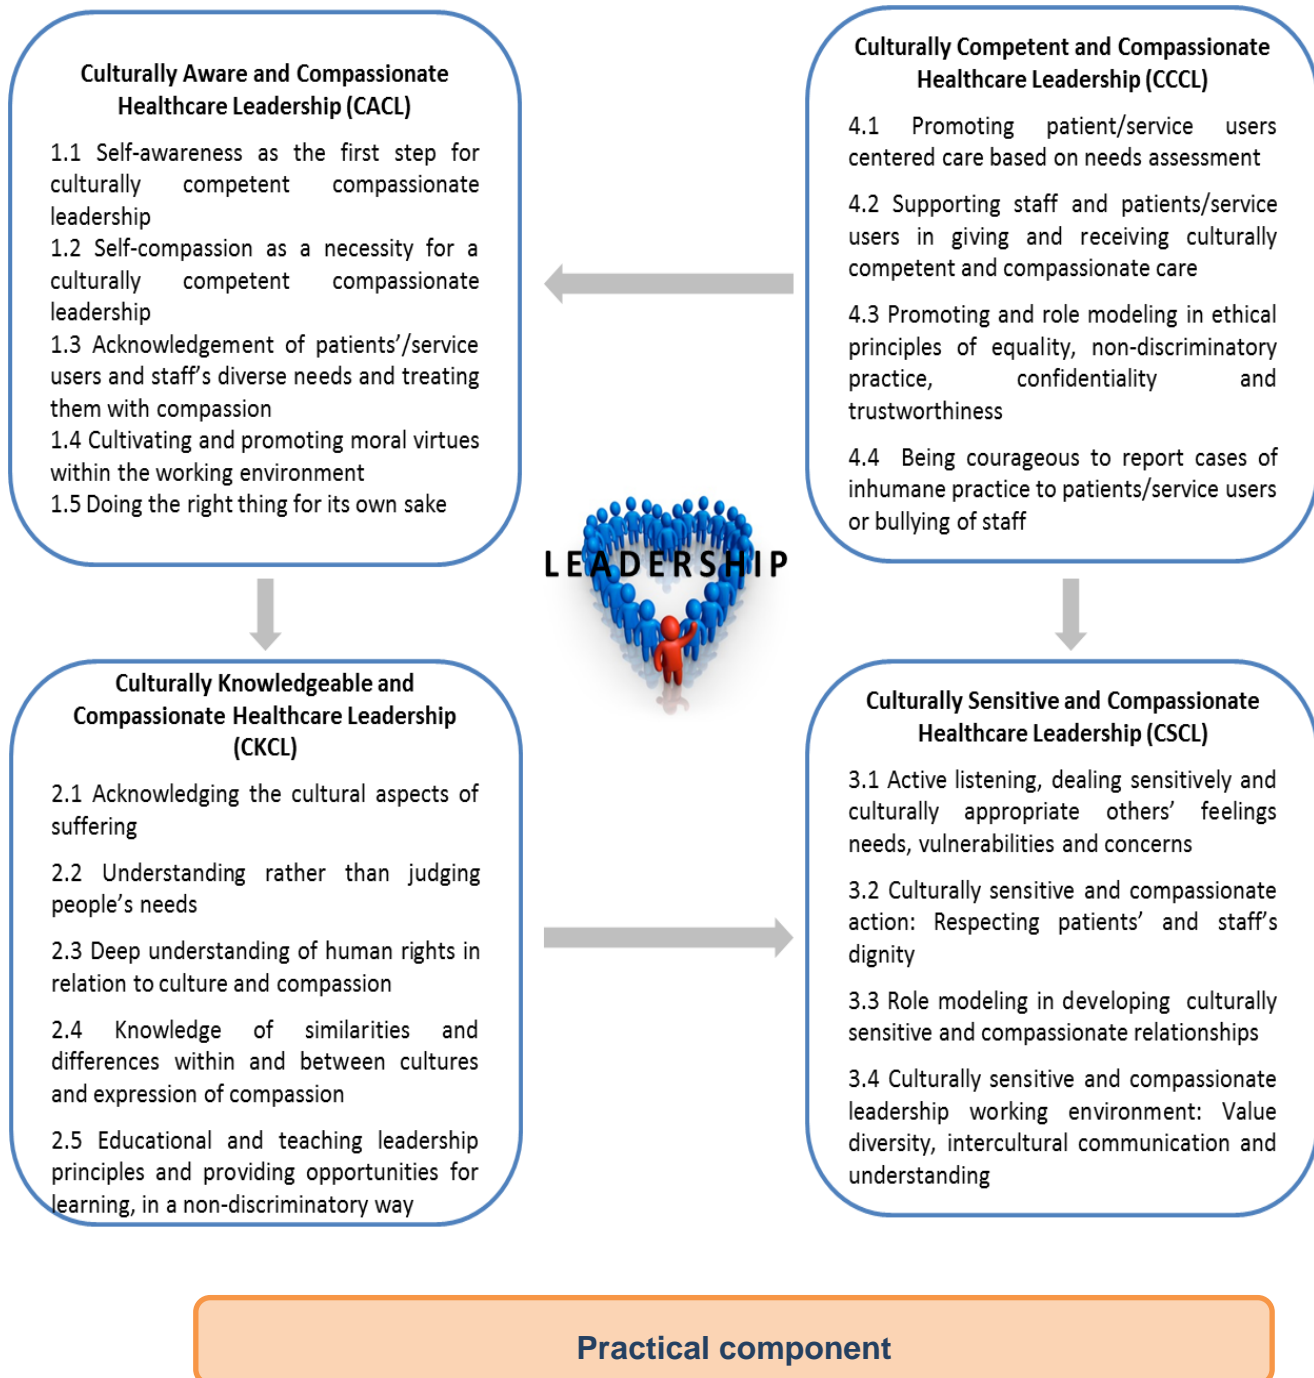 Culturally Aware and Compassionate
Healthcare Leadership (CACL)
1.1 Self-awareness as the first step for
culturally competent compassionate
leadership
1.2 Self-compassion as a necessity for a
culturally competent compassionate
leadership
1.3 Acknowledgement of patients’/service
users and staff’s diverse needs and treating
them with compassion
1.4 Cultivating and promoting moral virtues
within the working environment
1.5 Doing the right thing for its own sake
Culturally Competent and Compassionate
Healthcare Leadership (CCCL)
4.1 Promoting patient/service users
centered care based on needs assessment
4.2 Supporting staff and patients/service
users in giving and receiving culturally
competent and compassionate care
4.3 Promoting and role modeling in ethical
principles of equality, non-discriminatory
practice, confidentiality and
trustworthiness
4.4 Being courageous to report cases of
inhumane practice to patients/service users
or bullying of staff
LEADERSHIP
Culturally Knowledgeable and
Compassionate Healthcare Leadership
(CKCL)
2.1 Acknowledging the cultural aspects of
suffering
2.2 Understanding rather than judging
people’s needs
2.3 Deep understanding of human rights in
relation to culture and compassion
2.4 Knowledge of similarities and
differences within and between cultures
and expression of compassion
2.5 Educational and teaching leadership
principles and providing opportunities for
learning, in a non-discriminatory way
Culturally Sensitive and Compassionate
Healthcare Leadership (CSCL)
3.1 Active listening, dealing sensitively and
culturally appropriate others’ feelings
needs, vulnerabilities and concerns
3.2 Culturally sensitive and compassionate
action: Respecting patients’ and staff’s
dignity
3.3 Role modeling in developing culturally
sensitive and compassionate relationships
3.4 Culturally sensitive and compassionate
leadership working environment: Value
diversity, intercultural communication and
understanding
Practical component